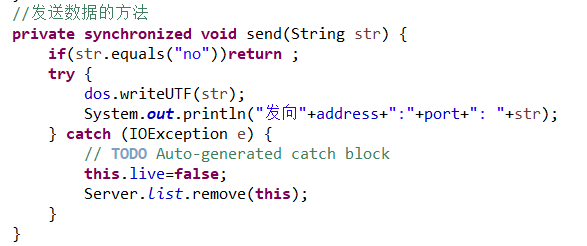 //发送数据的方法
private synchronized void send(String str) {
    if(str.equals("no"))return ;
    try {
        dos.writeUTF(str);
        System.out.println("发向"+address+":"+port+": "+str);
    } catch (IOException e) {
        // TODO Auto-generated catch block
        this.live=false;
        Server.list.remove(this);
    }
}